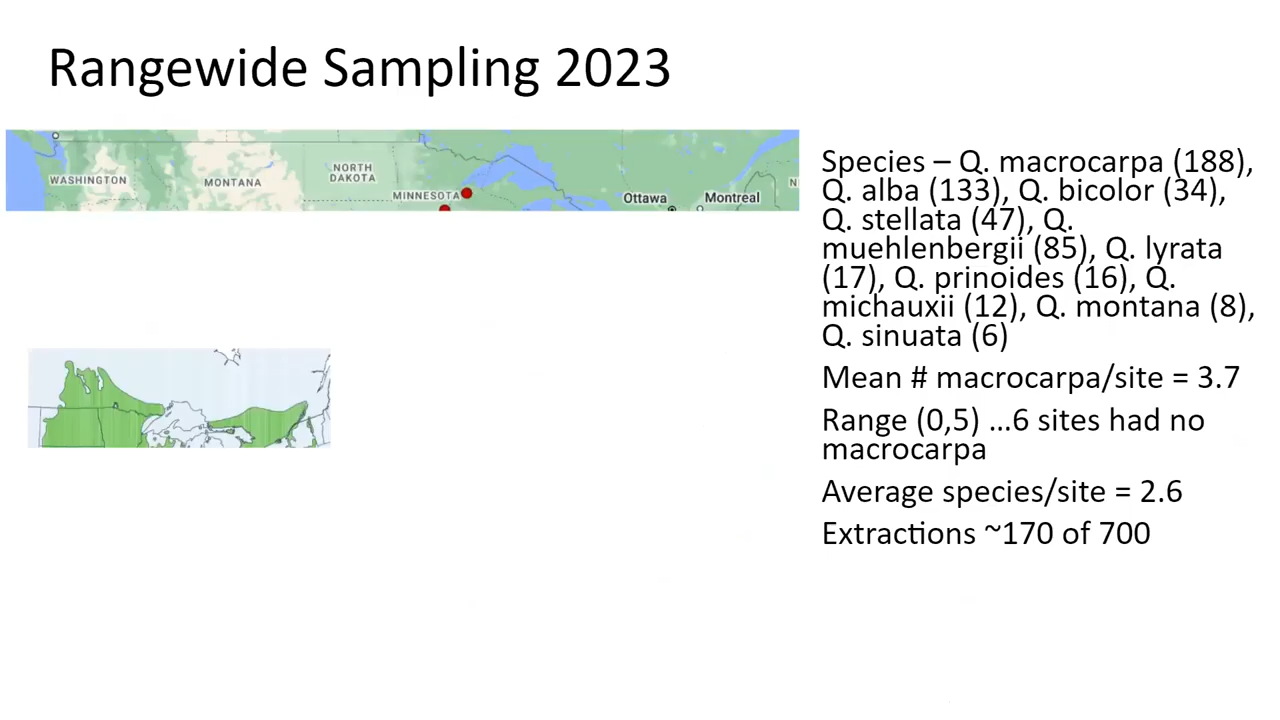 Rangewide Sampling 2023
WASHINGTON
MONTANA
NORTH
DAKOTA
MINNESOTA
Ottawa
Montreal
N
Species – Q. macrocarpa (188),
Q. alba (133), Q. bicolor (34),
Q. stellata (47), Q.
muehlenbergii (85), Q. lyrata
(17), Q. prinoides (16), Q.
michauxii (12), Q. montana (8),
Q. sinuata (6)
Mean # macrocarpa/site = 3.7
Range (0,5) …6 sites had no
macrocarpa
Average species/site = 2.6
Extractions ~170 of 700